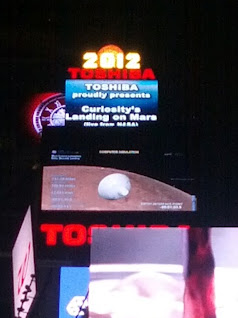 2012
TOSHIBA
TOSHIBA
proudly presents
Curiosity's
Landing on Mars
(live from NASA)
COMPUTER SIMULATION
TOSHIBA